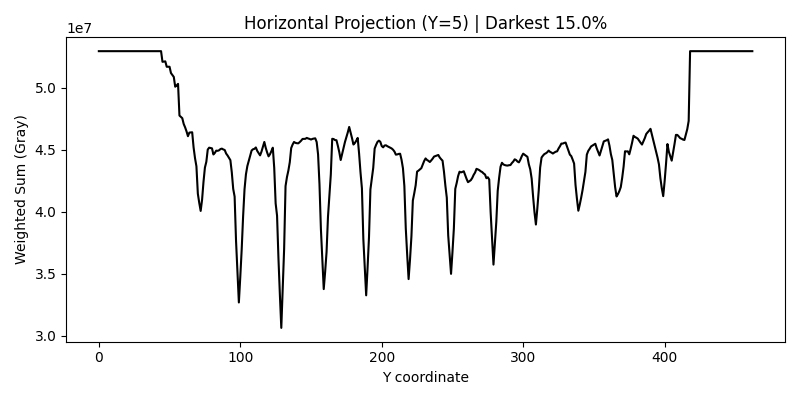 Horizontal Projection (Y=5) | Darkest 15.0%
1e7
5.0
4.5
4.0
3.5
3.0
Weighted Sum (Gray)
0 100 200 300 400
Y coordinate